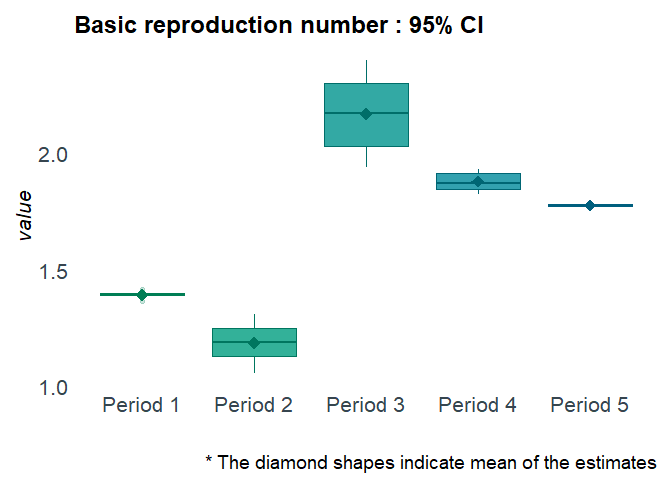 Basic reproduction number : 95% CI
value
2.0
1.5
1.0
Period 1 Period 2 Period 3 Period 4 Period 5
* The diamond shapes indicate mean of the estimates